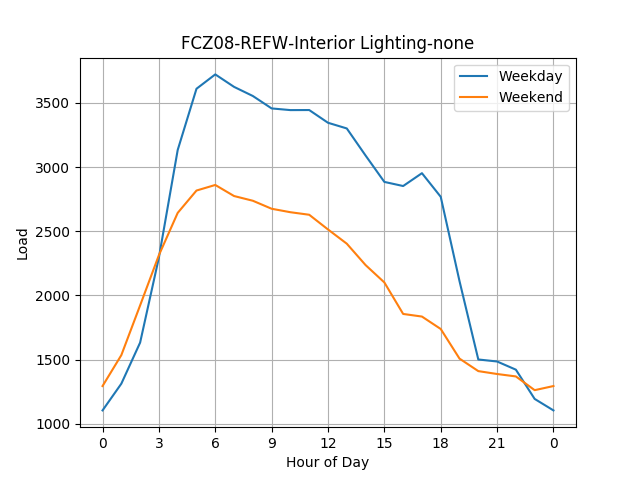 FCZ08-REFW-Interior Lighting-none
Weekday
Weekend
3500
3000
2500
2000
1500
1000
Load
0 3 6 9 12 15 18 21 0
Hour of Day